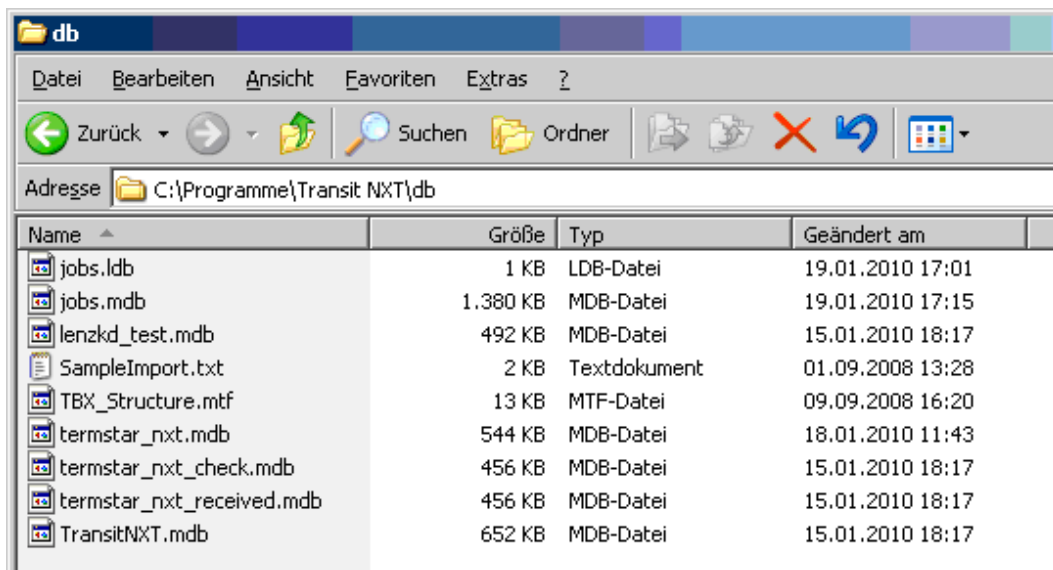 db
Datei Bearbeiten Ansicht Favoriten Extras ?
Zurück Suchen Ordner
Adresse C:\Programme\Transit NXT\db
Name Größe Typ Geändert am
jobs.ldb 1 KB LDB-Datei 19.01.2010 17:01
jobs.mdb 1.380 KB MDB-Datei 19.01.2010 17:15
lenzkd_test.mdb 492 KB MDB-Datei 15.01.2010 18:17
SampleImport.txt 2 KB Textdokument 01.09.2008 13:28
TBX_Structure.mtf 13 KB MTF-Datei 09.09.2008 16:20
termstar_nxt.mdb 544 KB MDB-Datei 18.01.2010 11:43
termstar_nxt_check.mdb 456 KB MDB-Datei 15.01.2010 18:17
termstar_nxt_received.mdb 456 KB MDB-Datei 15.01.2010 18:17
TransitNXT.mdb 652 KB MDB-Datei 15.01.2010 18:17